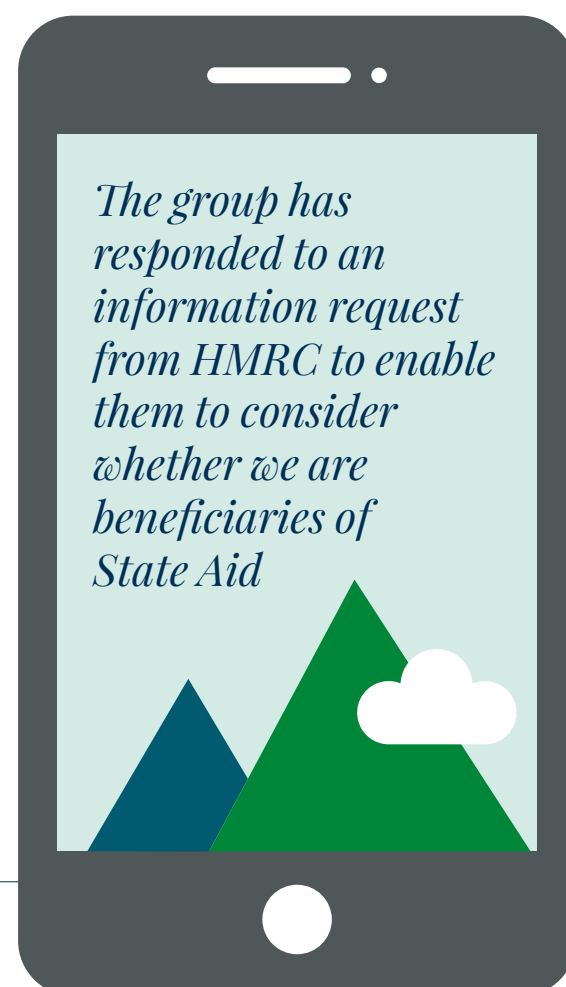 The group has
responded to an
information request
from HMRC to enable
them to consider
whether we are
beneficiaries of
State Aid